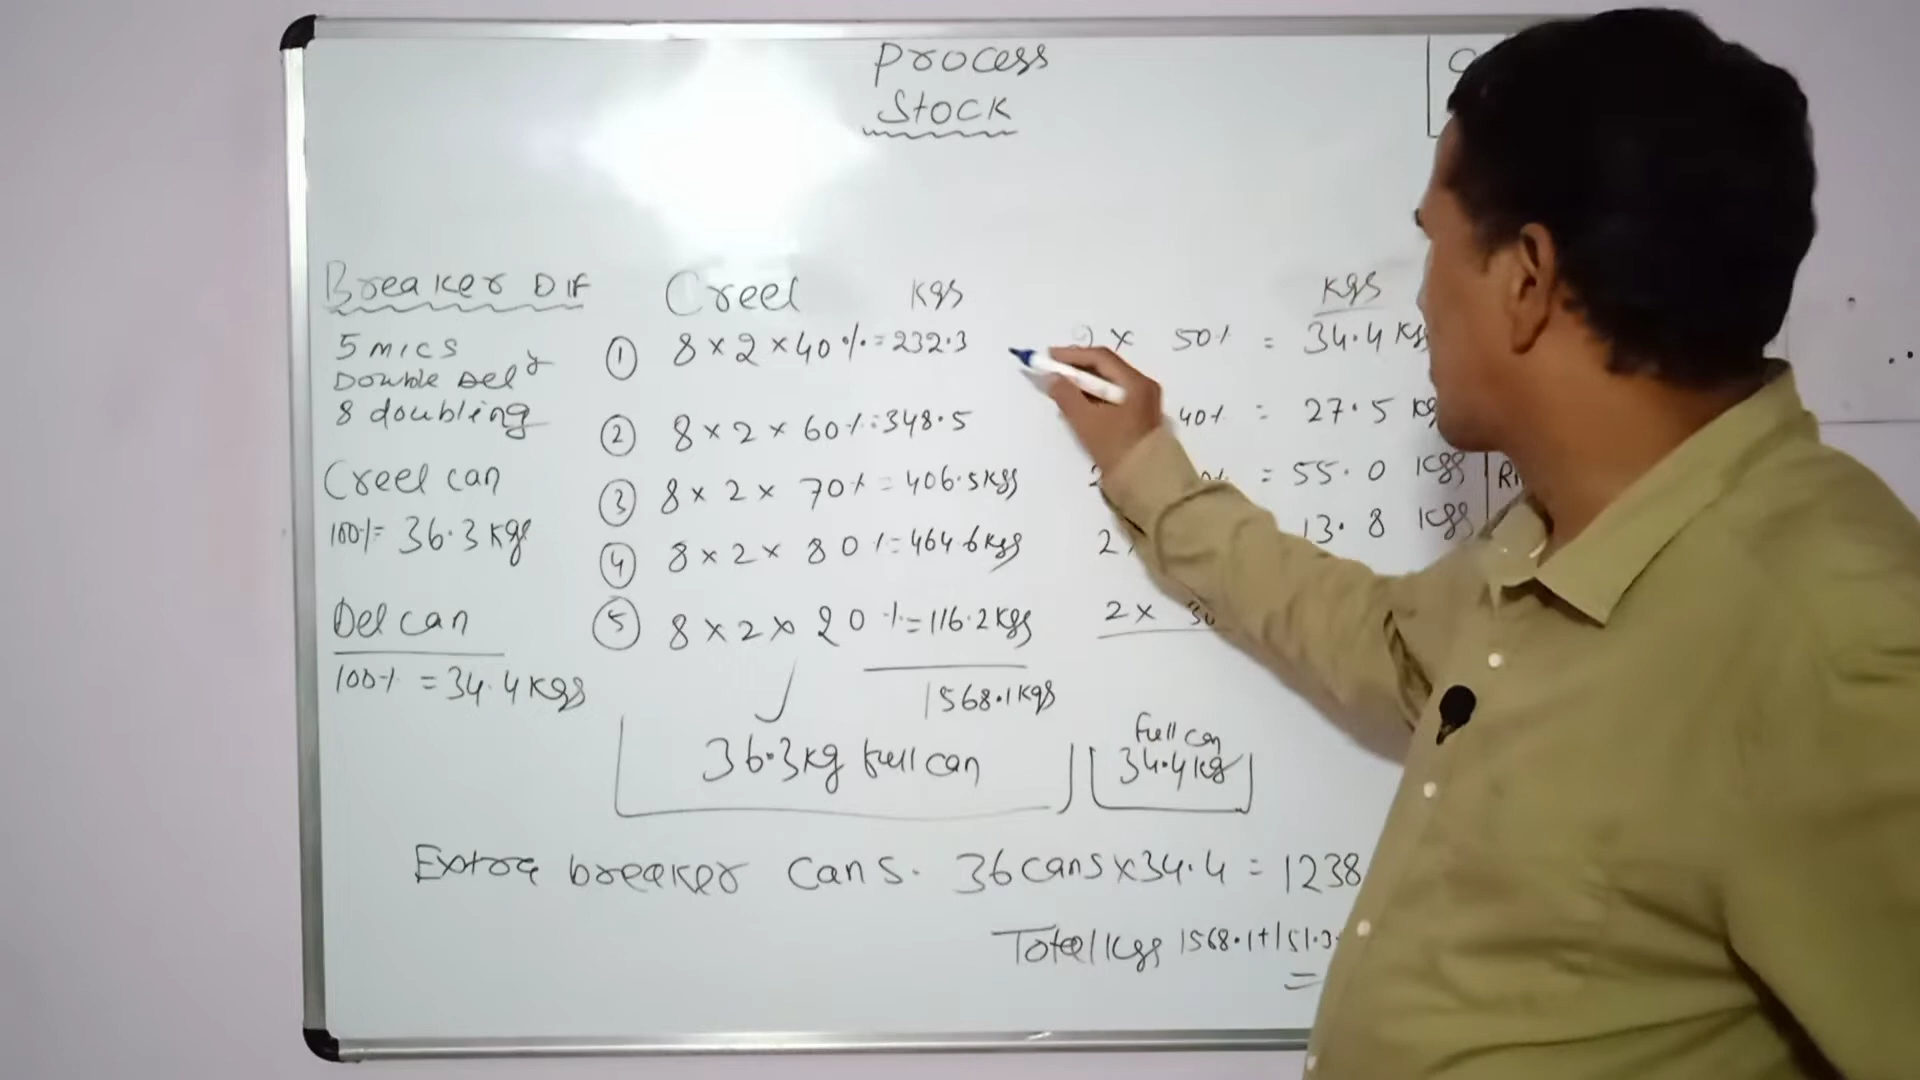 Process
Stock
Breaker D/F
5 m/cs
Double Del y
8 doubling
Creel can
100% = 36.3 kgs
Del can
100% = 34.4 kgs
Creel kgs
① 8 × 2 × 40% = 232.3
② 8 × 2 × 60% = 348.5
③ 8 × 2 × 70% = 406.5 kgs
④ 8 × 2 × 80% = 464.6 kgs
⑤ 8 × 2 × 20% = 116.2 kgs
1568.1 kgs
36.3 kg full can
kgs
2 × 50% = 34.4 kgs
40% = 27.5 kg
= 55.0 kgs
2 × 13.8 kgs
2 × 30
full can
34.4 kg
Extra breaker cans. 36 cans × 34.4 = 1238
Total kgs 1568.1 + 151.3
=